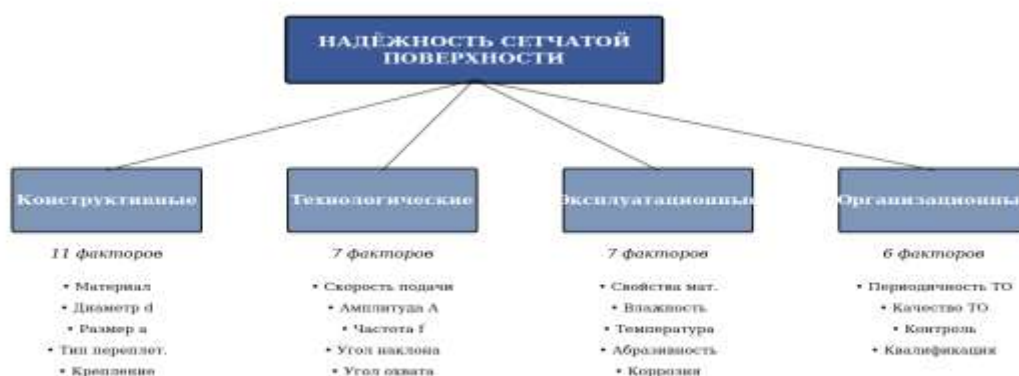 НАДЁЖНОСТЬ СЕТЧАТОЙ
ПОВЕРХНОСТИ
Конструктивные
11 факторов
• Материал
• Диаметр d
• Размер a
• Тип переплет.
• Крепление
Технологические
7 факторов
• Скорость подачи
• Амплитуда A
• Частота f
• Угол наклона
• Угол охвата
Эксплуатационные
7 факторов
• Свойства мат.
• Влажность
• Температура
• Абразивность
• Коррозия
Организационны
6 факторов
• Периодичность ТО
• Качество ТО
• Контроль
• Квалификация